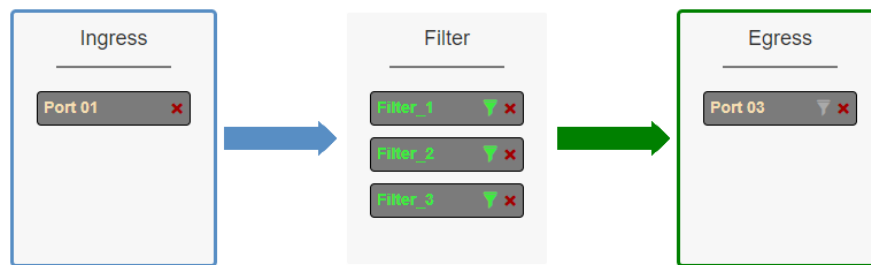 Ingress
Port 01
Filter
Filter_1
Filter_2
Filter_3
Egress
Port 03